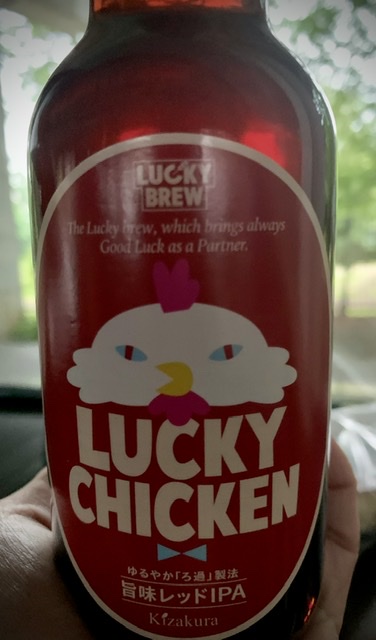 LUCKY
BREW
The Lucky brew, which brings always
Good Luck as a Partner.
LUCKY
CHICKEN
ゆるやか「ろ過」製法
旨味レッドIPA
Kizakura